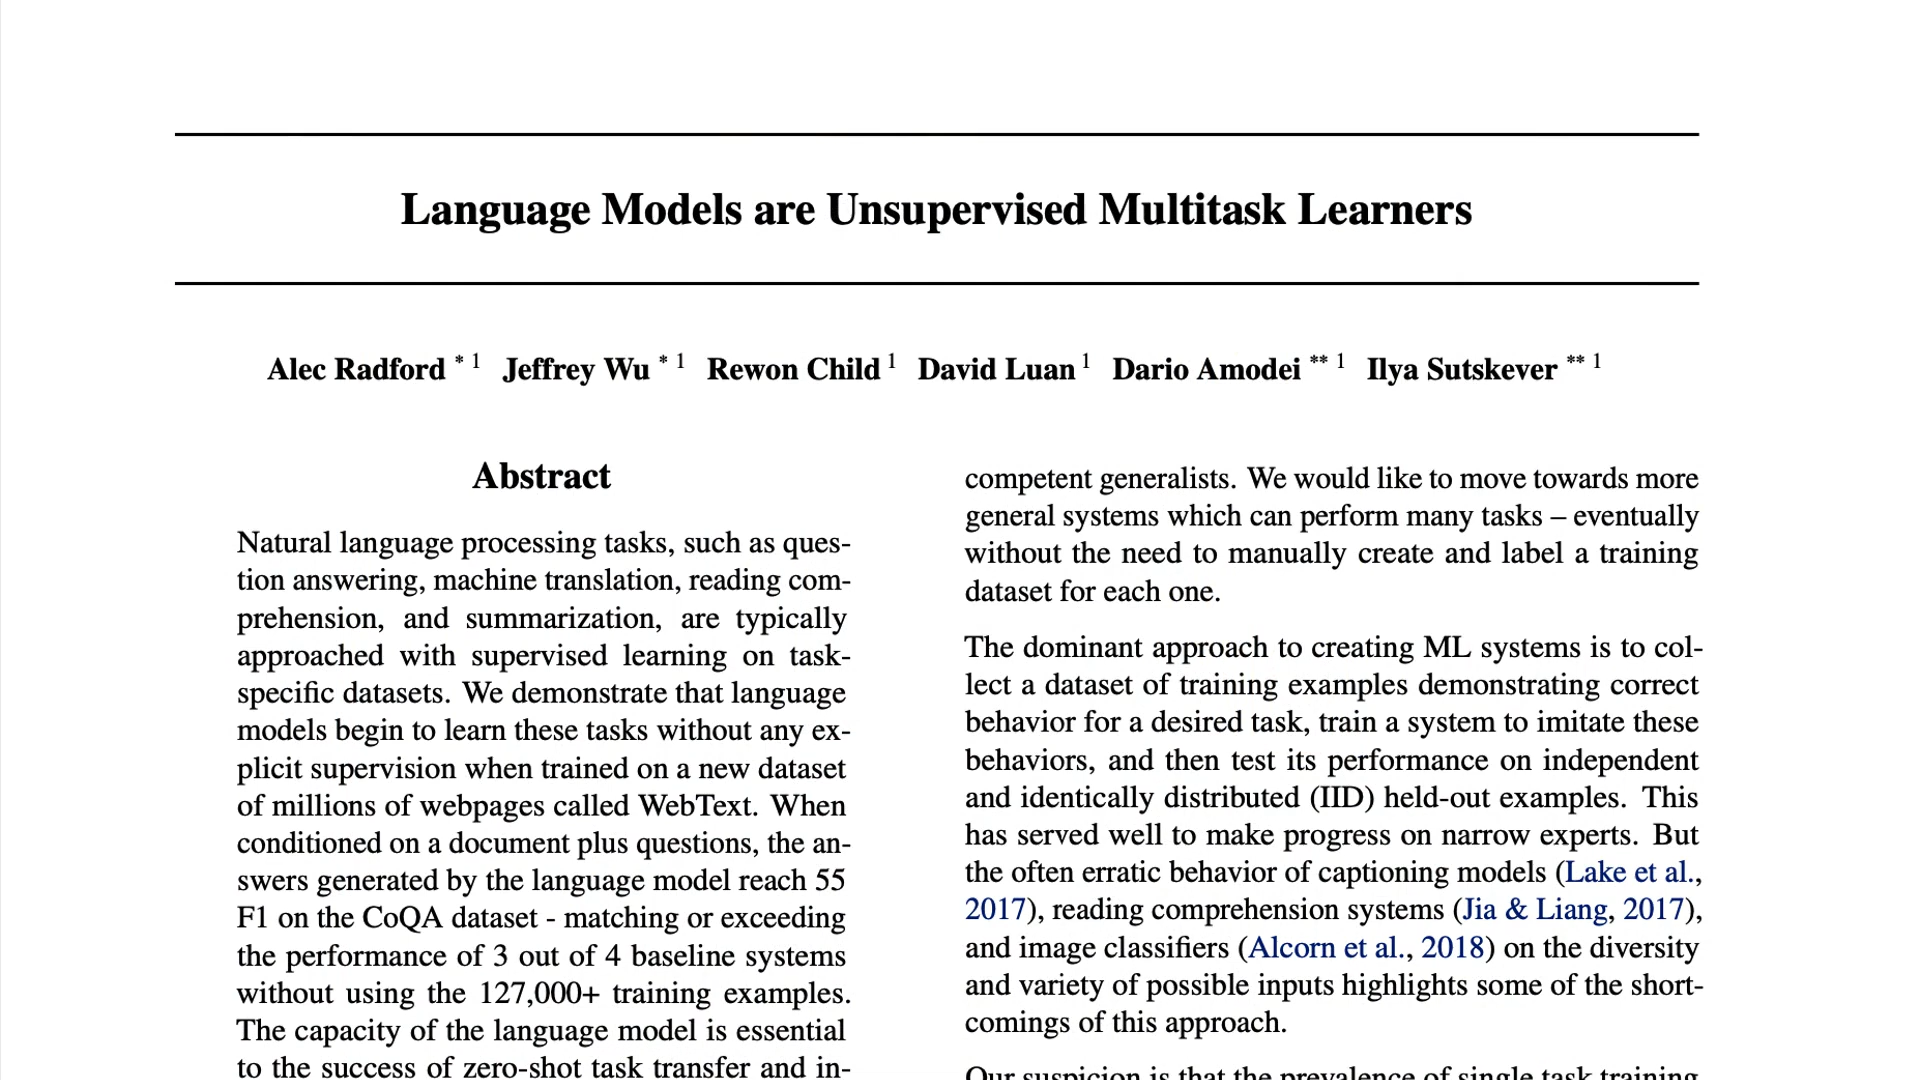 Language Models are Unsupervised Multitask Learners
Alec Radford * 1 Jeffrey Wu * 1 Rewon Child 1 David Luan 1 Dario Amodei ** 1 Ilya Sutskever ** 1
Abstract
Natural language processing tasks, such as ques-
tion answering, machine translation, reading com-
prehension, and summarization, are typically
approached with supervised learning on task-
specific datasets. We demonstrate that language
models begin to learn these tasks without any ex-
plicit supervision when trained on a new dataset
of millions of webpages called WebText. When
conditioned on a document plus questions, the an-
swers generated by the language model reach 55
F1 on the CoQA dataset - matching or exceeding
the performance of 3 out of 4 baseline systems
without using the 127,000+ training examples.
The capacity of the language model is essential
to the success of zero-shot task transfer and in-
competent generalists. We would like to move towards more
general systems which can perform many tasks – eventually
without the need to manually create and label a training
dataset for each one.
The dominant approach to creating ML systems is to col-
lect a dataset of training examples demonstrating correct
behavior for a desired task, train a system to imitate these
behaviors, and then test its performance on independent
and identically distributed (IID) held-out examples. This
has served well to make progress on narrow experts. But
the often erratic behavior of captioning models (Lake et al.,
2017), reading comprehension systems (Jia & Liang, 2017),
and image classifiers (Alcorn et al., 2018) on the diversity
and variety of possible inputs highlights some of the short-
comings of this approach.
Our suspicion is that the prevalence of single task training